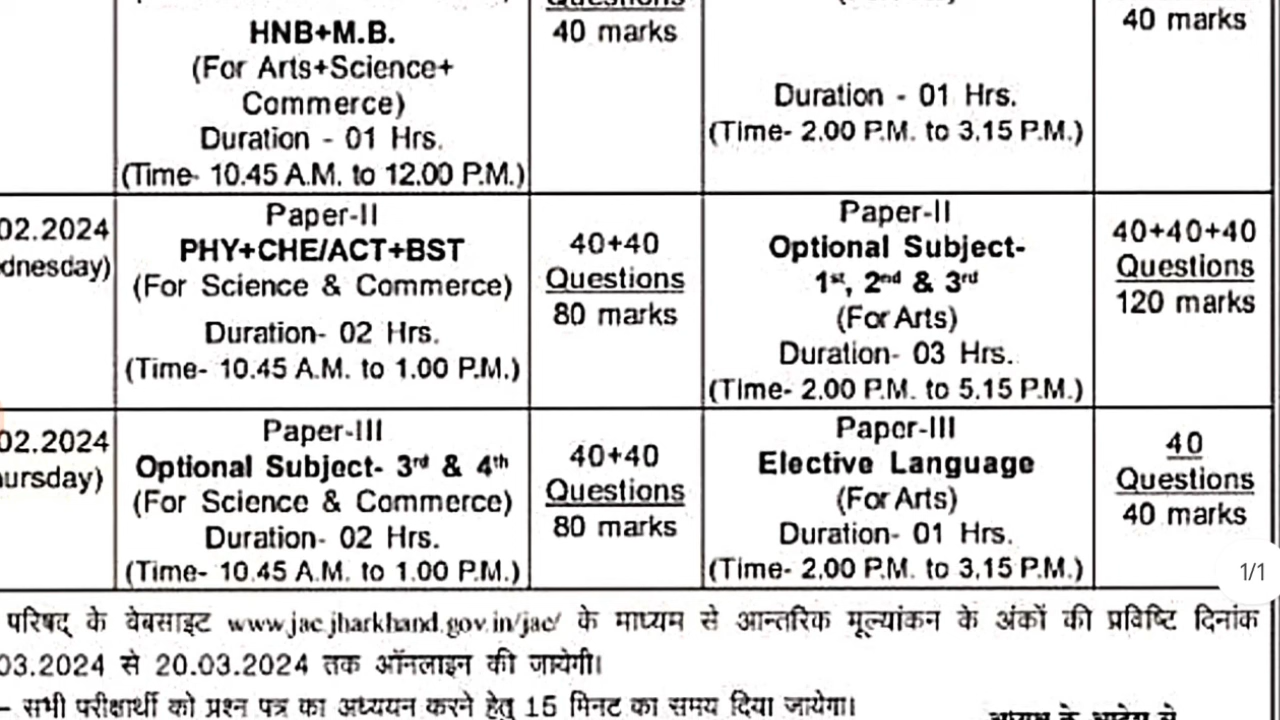 HNB+M.B.
(For Arts+Science+
Commerce)
Duration - 01 Hrs.
(Time- 10.45 A.M. to 12.00 P.M.)
Questions
40 marks
Duration - 01 Hrs.
(Time- 2.00 P.M. to 3.15 P.M.)
40 marks
02.2024
dnesday)
Paper-II
PHY+CHE/ACT+BST
(For Science & Commerce)
Duration- 02 Hrs.
(Time- 10.45 A.M. to 1.00 P.M.)
40+40
Questions
80 marks
Paper-II
Optional Subject-
1st, 2nd & 3rd
(For Arts)
Duration- 03 Hrs.
(Time- 2.00 P.M. to 5.15 P.M.)
40+40+40
Questions
120 marks
02.2024
ursday)
Paper-III
Optional Subject- 3rd & 4th
(For Science & Commerce)
Duration- 02 Hrs.
(Time- 10.45 A.M. to 1.00 P.M.)
40+40
Questions
80 marks
Paper-III
Elective Language
(For Arts)
Duration- 01 Hrs.
(Time- 2.00 P.M. to 3.15 P.M.)
40
Questions
40 marks
1/1
परिषद् के वेबसाइट www.jac.jharkhand.gov.in/jac/ के माध्यम से आन्तरिक मूल्यांकन के अंकों की प्रविष्टि दिनांक
03.2024 से 20.03.2024 तक ऑनलाइन की जायेगी।
– सभी परीक्षार्थी को प्रश्न पत्र का अध्ययन करने हेतु 15 मिनट का समय दिया जायेगा।
अध्यक्ष के आदेश से